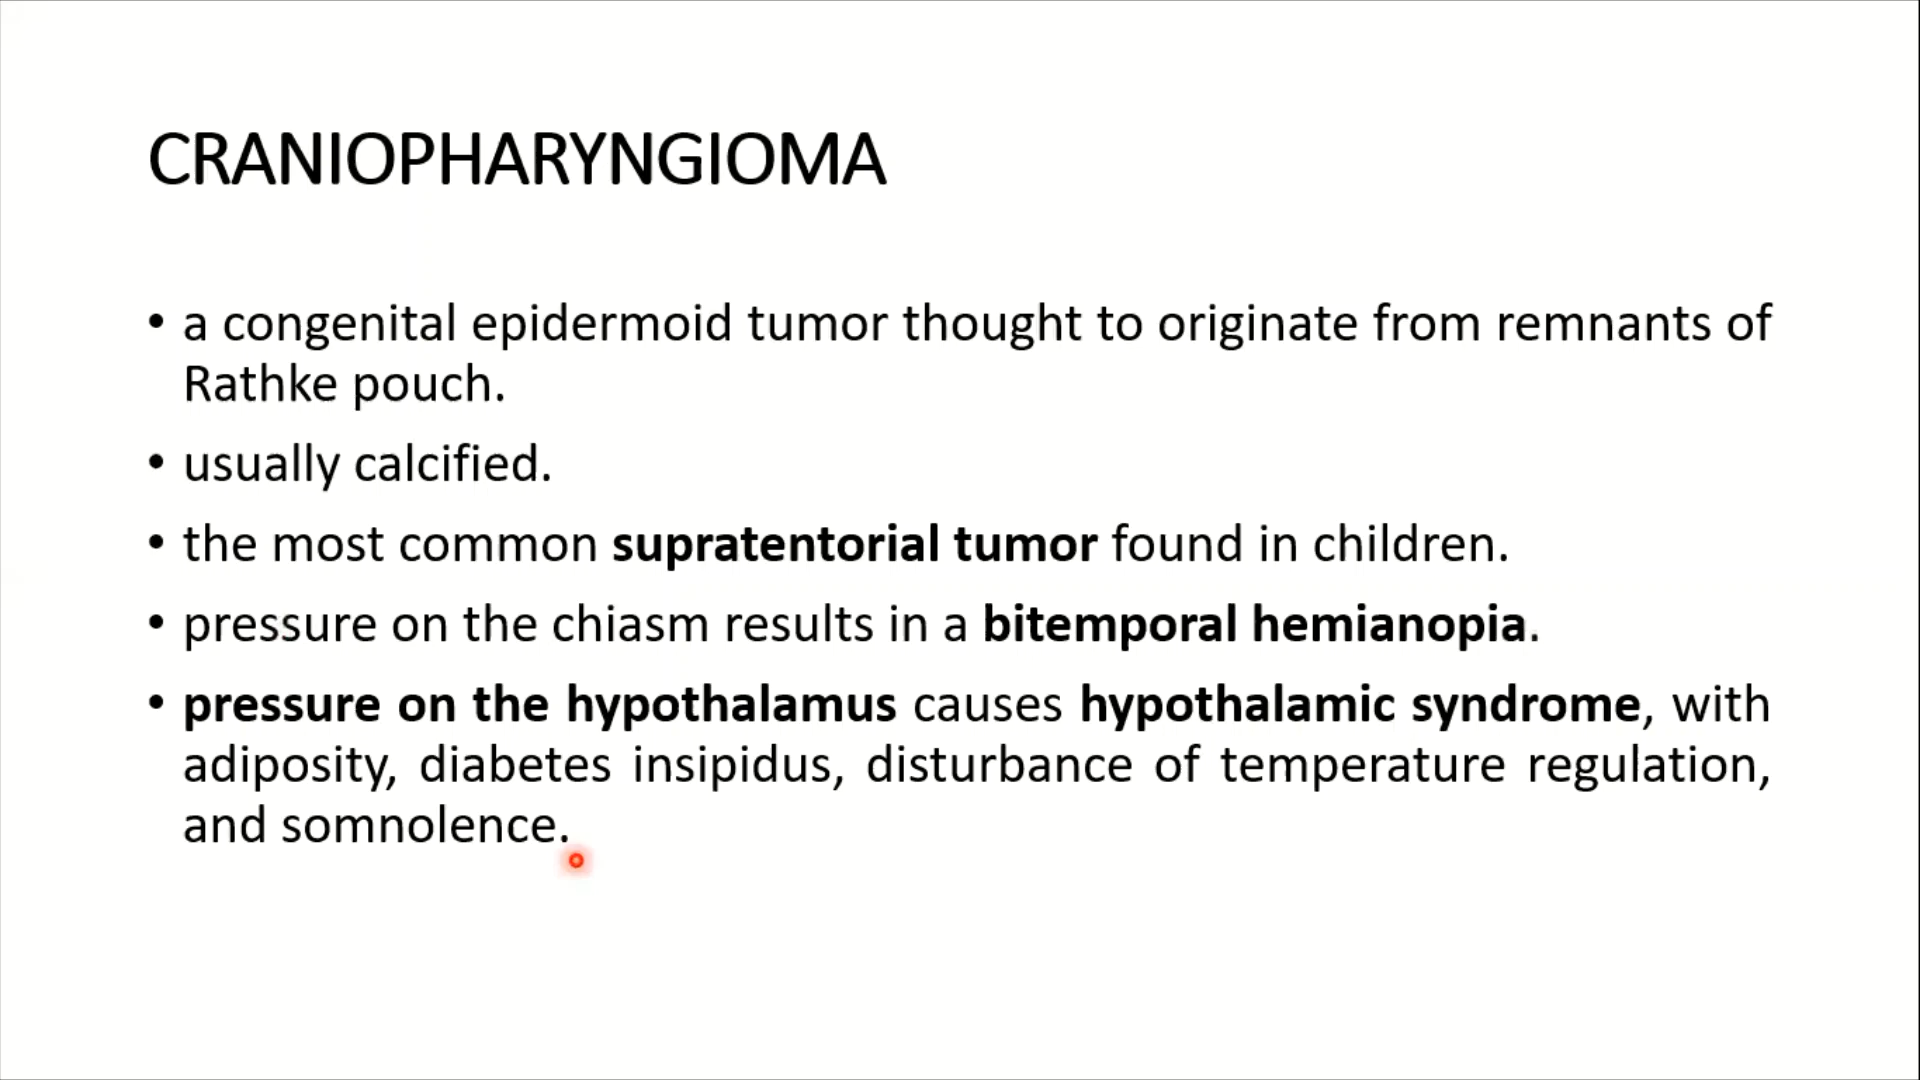 CRANIOPHARYNGIOMA
• a congenital epidermoid tumor thought to originate from remnants of
Rathke pouch.
• usually calcified.
• the most common supratentorial tumor found in children.
• pressure on the chiasm results in a bitemporal hemianopia.
• pressure on the hypothalamus causes hypothalamic syndrome, with
adiposity, diabetes insipidus, disturbance of temperature regulation,
and somnolence.